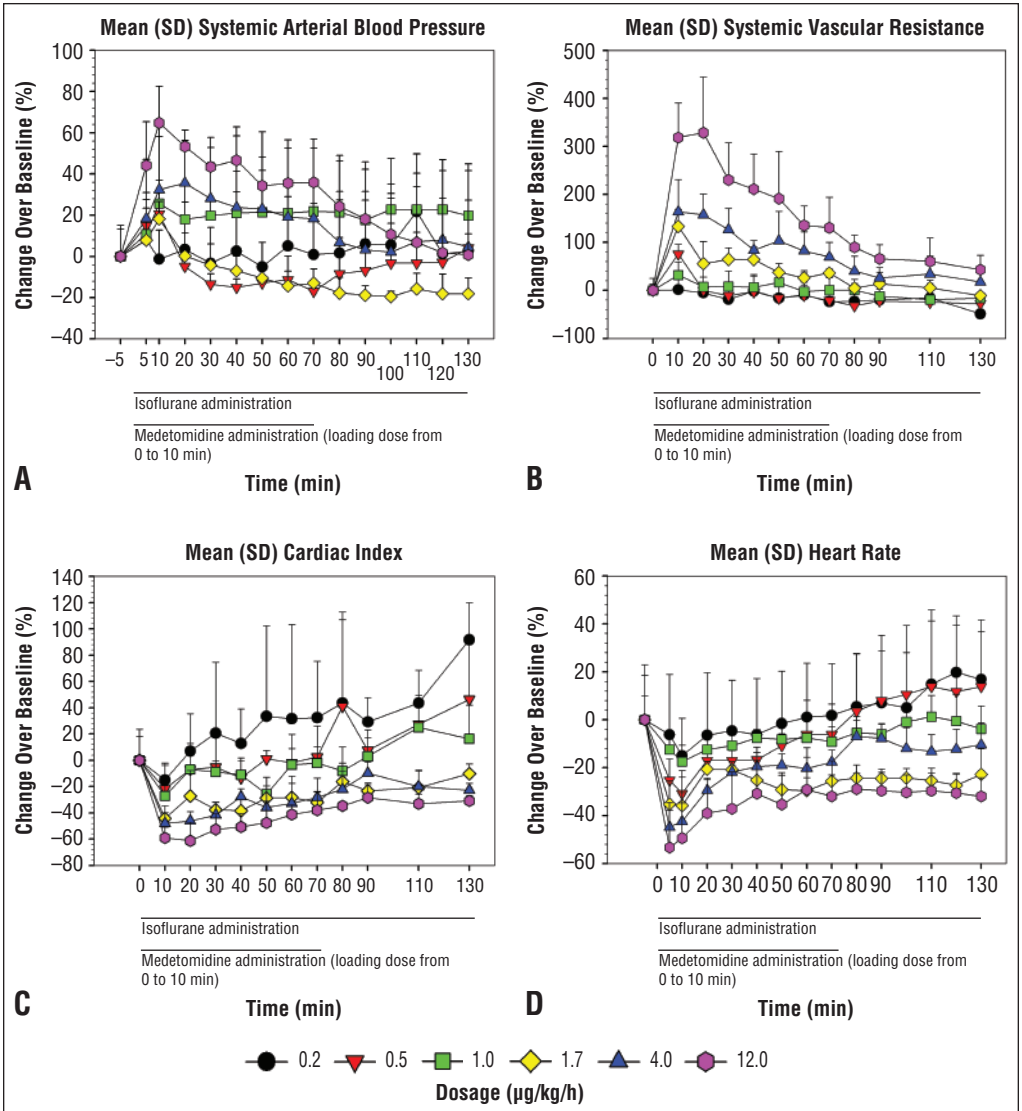 Mean (SD) Systemic Arterial Blood Pressure
Change Over Baseline (%)
100
80
60
40
20
0
−20
−40
−5 5 10 20 30 40 50 60 70 80 90 110 130
100 120
Isoflurane administration
Medetomidine administration (loading dose from
0 to 10 min)
A
Time (min)
Mean (SD) Systemic Vascular Resistance
Change Over Baseline (%)
500
400
300
200
100
0
−100
0 10 20 30 40 50 60 70 80 90 110 130
Isoflurane administration
Medetomidine administration (loading dose from
0 to 10 min)
B
Time (min)
Mean (SD) Cardiac Index
Change Over Baseline (%)
140
120
100
80
60
40
20
0
−20
−40
−60
−80
0 10 20 30 40 50 60 70 80 90 110 130
Isoflurane administration
Medetomidine administration (loading dose from
0 to 10 min)
C
Time (min)
Mean (SD) Heart Rate
Change Over Baseline (%)
60
40
20
0
−20
−40
−60
0 10 20 30 40 50 60 70 80 90 110 130
Isoflurane administration
Medetomidine administration (loading dose from
0 to 10 min)
D
Time (min)
0.2 0.5 1.0 1.7 4.0 12.0
Dosage (µg/kg/h)